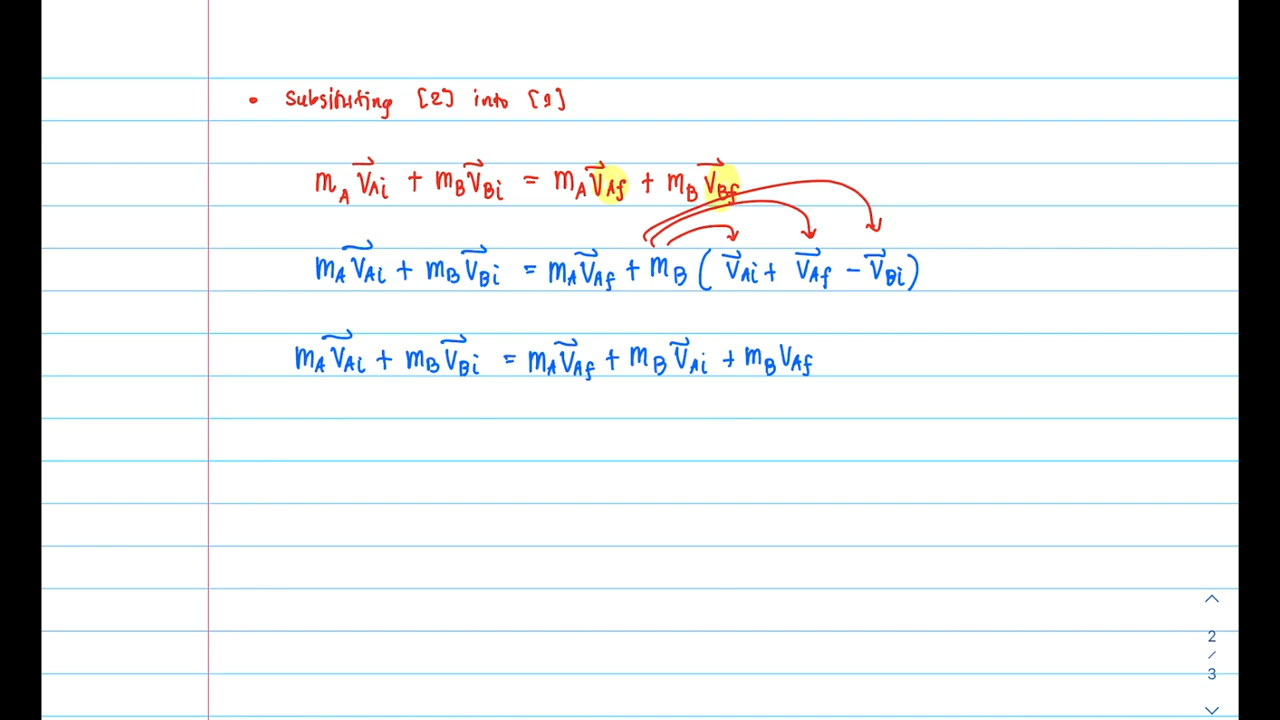 • Subsituting [2] into [1]
m_A v⃗_Ai + m_B v⃗_Bi = m_A v⃗_Af + m_B v⃗_Bf
m_A v⃗_Ai + m_B v⃗_Bi = m_A v⃗_Af + m_B ( v⃗_Ai + v⃗_Af − v⃗_Bi )
m_A v⃗_Ai + m_B v⃗_Bi = m_A v⃗_Af + m_B v⃗_Ai + m_B v_Af
2
/
3